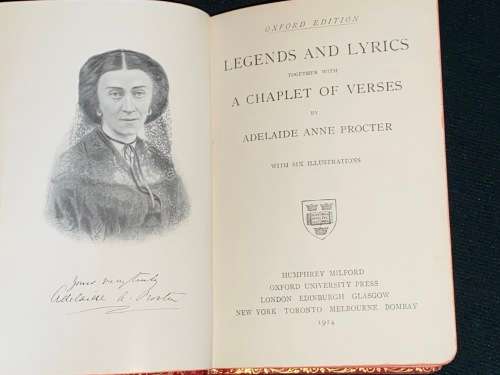 Yours very truly
Adelaide A. Procter
OXFORD EDITION
LEGENDS AND LYRICS
TOGETHER WITH
A CHAPLET OF VERSES
BY
ADELAIDE ANNE PROCTER
WITH SIX ILLUSTRATIONS
HUMPHREY MILFORD
OXFORD UNIVERSITY PRESS
LONDON EDINBURGH GLASGOW
NEW YORK TORONTO MELBOURNE BOMBAY
1914